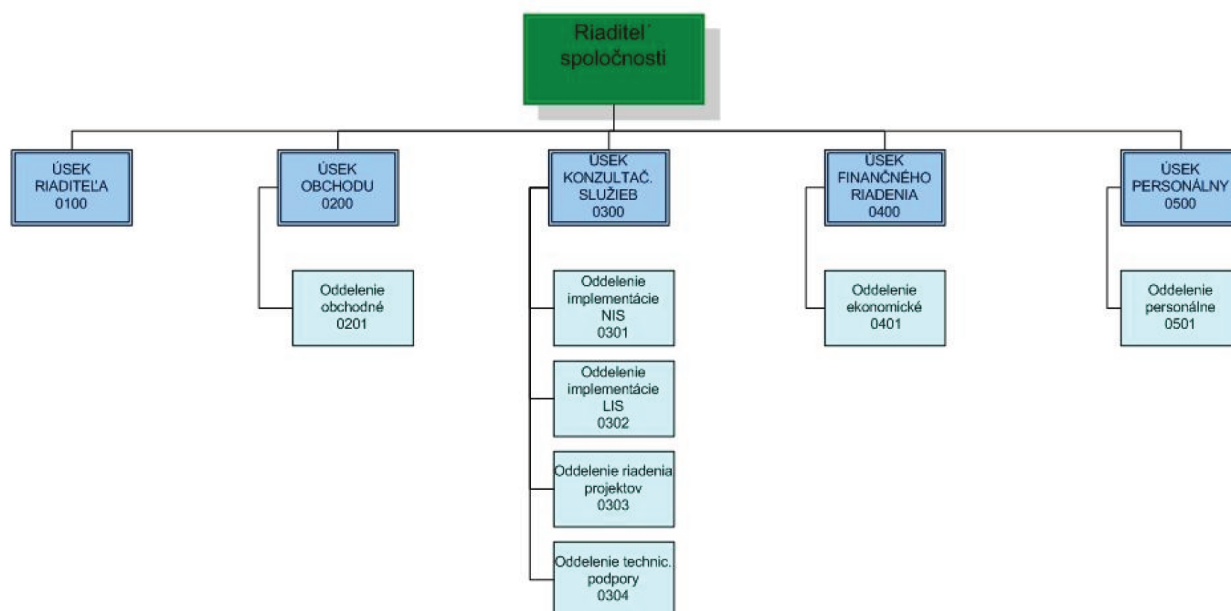 Riaditeľ
spoločnosti
ÚSEK
RIADITEĽA
0100
ÚSEK
OBCHODU
0200
ÚSEK
KONZULTAČ.
SLUŽIEB
0300
ÚSEK
FINANČNÉHO
RIADENIA
0400
ÚSEK
PERSONÁLNY
0500
Oddelenie
obchodné
0201
Oddelenie
implementácie
NIS
0301
Oddelenie
implementácie
LIS
0302
Oddelenie riadenia
projektov
0303
Oddelenie technic.
podpory
0304
Oddelenie
ekonomické
0401
Oddelenie
personálne
0501